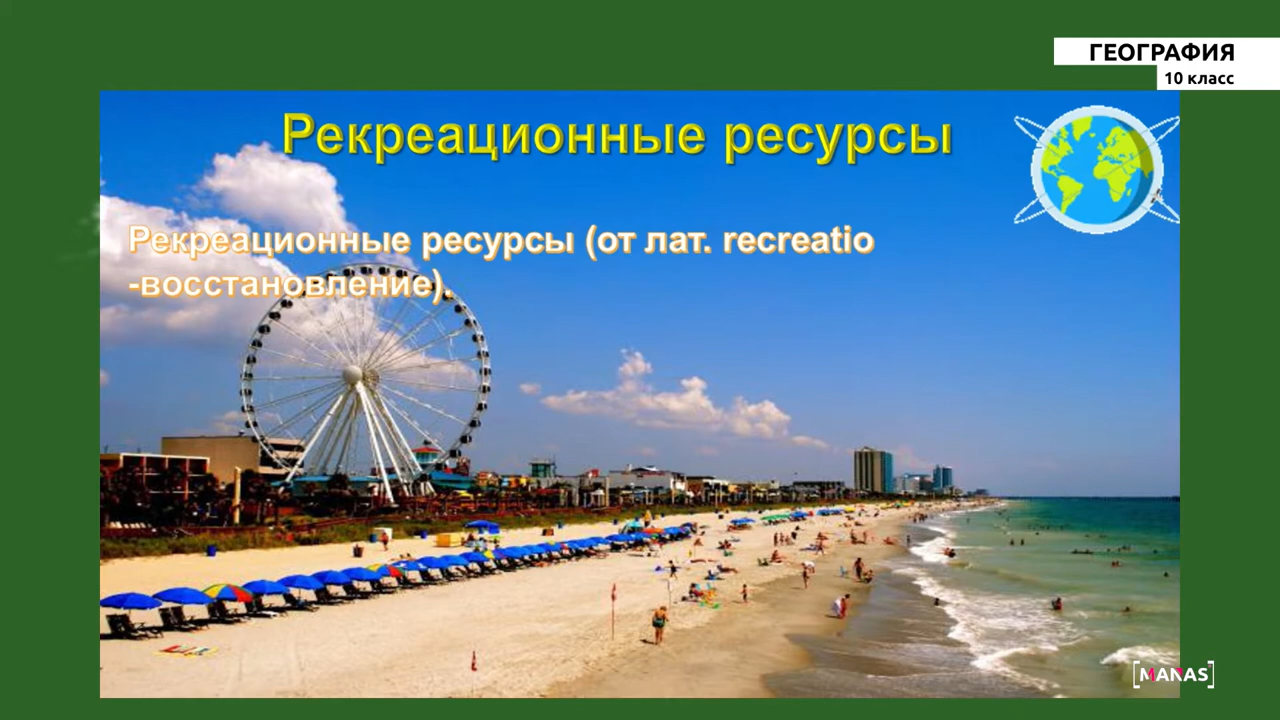 ГЕОГРАФИЯ
10 класс
Рекреационные ресурсы
Рекреационные ресурсы (от лат. recreatio
-восстановление).
[MANAS]